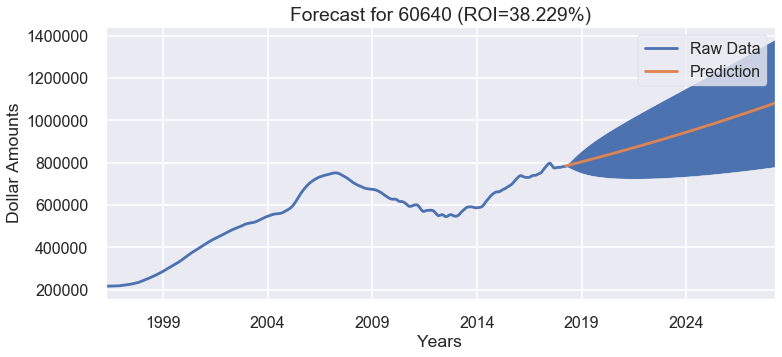 Forecast for 60640 (ROI=38.229%)
1400000
1200000
1000000
800000
600000
400000
200000
Dollar Amounts
Raw Data
Prediction
1999 2004 2009 2014 2019 2024
Years